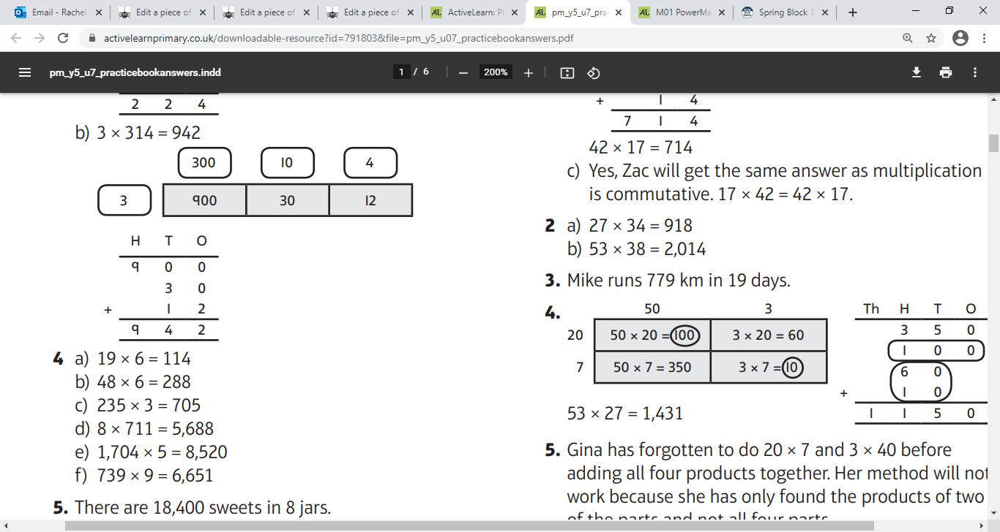 Email - Rachel
Edit a piece of
Edit a piece of
Edit a piece of
ActiveLearn: P
pm_y5_u7_pra
M01 PowerMa
Spring Block 1
activelearnprimary.co.uk/downloadable-resource?id=791803&file=pm_y5_u07_practicebookanswers.pdf
pm_y5_u7_practicebookanswers.indd
1 / 6
200%
2 2 4
b) 3 × 314 = 942
300 10 4
3 900 30 12
H T O
9 0 0
3 0
+ 1 2
9 4 2
4 a) 19 × 6 = 114
b) 48 × 6 = 288
c) 235 × 3 = 705
d) 8 × 711 = 5,688
e) 1,704 × 5 = 8,520
f) 739 × 9 = 6,651
5. There are 18,400 sweets in 8 jars.
+ 1 4
7 1 4
42 × 17 = 714
c) Yes, Zac will get the same answer as multiplication
is commutative. 17 × 42 = 42 × 17.
2 a) 27 × 34 = 918
b) 53 × 38 = 2,014
3. Mike runs 779 km in 19 days.
4.
50 3
20 50 × 20 = 100 3 × 20 = 60
7 50 × 7 = 350 3 × 7 = 10
Th H T O
3 5 0
1 0 0
6 0
+ 1 0
1 1 5 0
53 × 27 = 1,431
5. Gina has forgotten to do 20 × 7 and 3 × 40 before
adding all four products together. Her method will not
work because she has only found the products of two
of the parts and not all four parts.